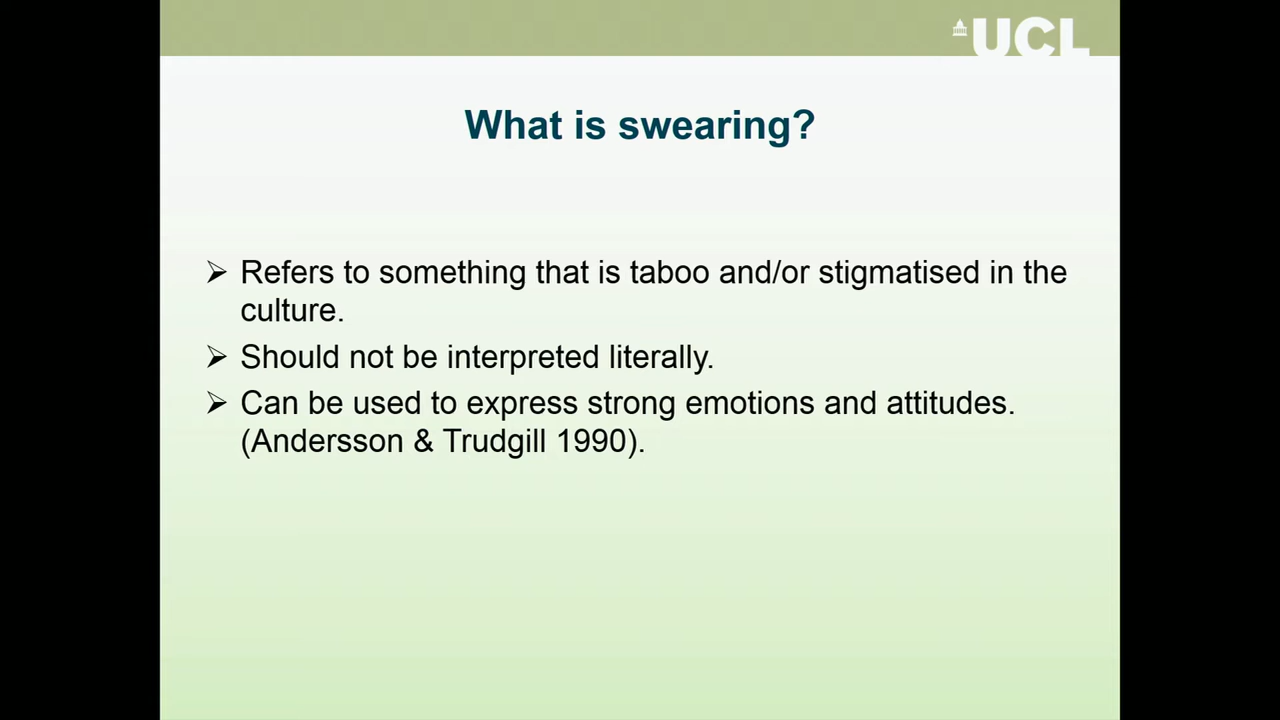 UCL
What is swearing?
➢ Refers to something that is taboo and/or stigmatised in the
culture.
➢ Should not be interpreted literally.
➢ Can be used to express strong emotions and attitudes.
(Andersson & Trudgill 1990).